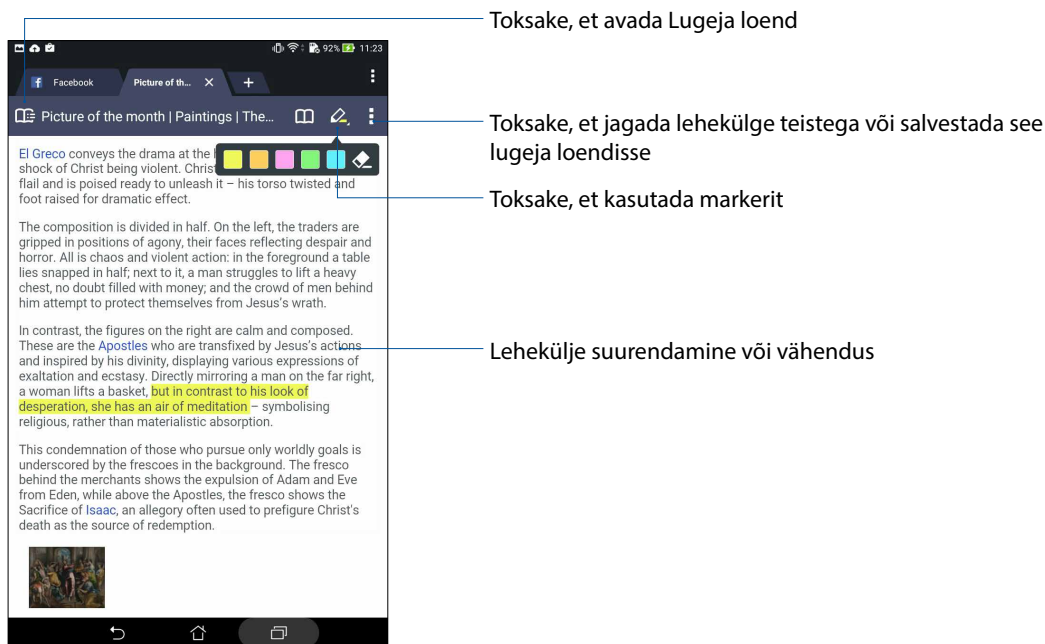 Toksake, et avada Lugeja loend
92% 11:23
Facebook
Picture of th...
Picture of the month | Paintings | The...
Toksake, et jagada lehekülge teistega või salvestada see
lugeja loendisse
Toksake, et kasutada markerit
El Greco conveys the drama at the
shock of Christ being violent. Christ
flail and is poised ready to unleash it – his torso twisted and
foot raised for dramatic effect.
The composition is divided in half. On the left, the traders are
gripped in positions of agony, their faces reflecting despair and
horror. All is chaos and violent action: in the foreground a table
lies snapped in half; next to it, a man struggles to lift a heavy
chest, no doubt filled with money; and the crowd of men behind
him attempt to protect themselves from Jesus's wrath.
In contrast, the figures on the right are calm and composed.
These are the Apostles who are transfixed by Jesus's actions
and inspired by his divinity, displaying various expressions of
exaltation and ecstasy. Directly mirroring a man on the far right,
a woman lifts a basket, but in contrast to his look of
desperation, she has an air of meditation – symbolising
religious, rather than materialistic absorption.
Lehekülje suurendamine või vähendus
This condemnation of those who pursue only worldly goals is
underscored by the frescoes in the background. The fresco
behind the merchants shows the expulsion of Adam and Eve
from Eden, while above the Apostles, the fresco shows the
Sacrifice of Isaac, an allegory often used to prefigure Christ's
death as the source of redemption.